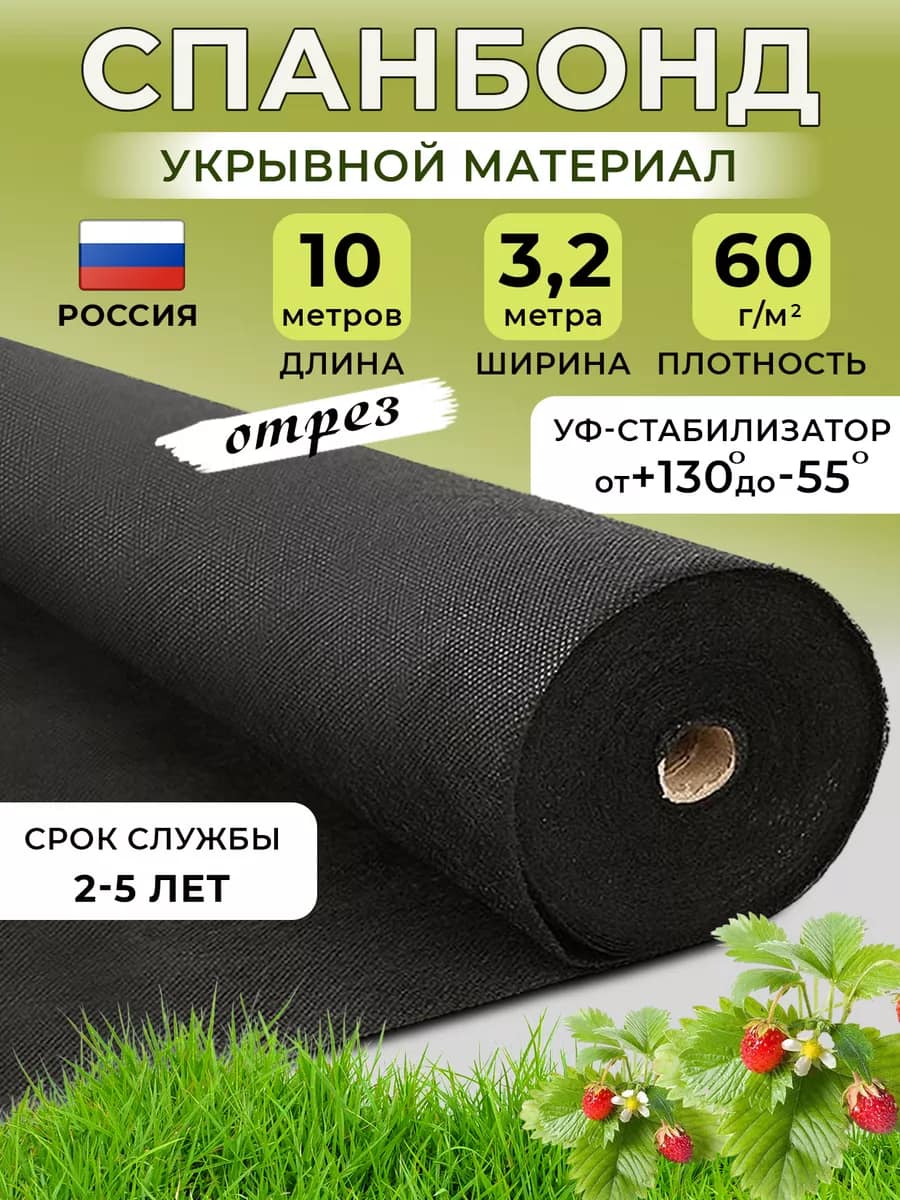 СПАНБОНД
УКРЫВНОЙ МАТЕРИАЛ
РОССИЯ
10
метров
ДЛИНА
3,2
метра
ШИРИНА
60
г/м²
ПЛОТНОСТЬ
отрез
УФ-СТАБИЛИЗАТОР
от+130°до-55°
СРОК СЛУЖБЫ
2-5 ЛЕТ